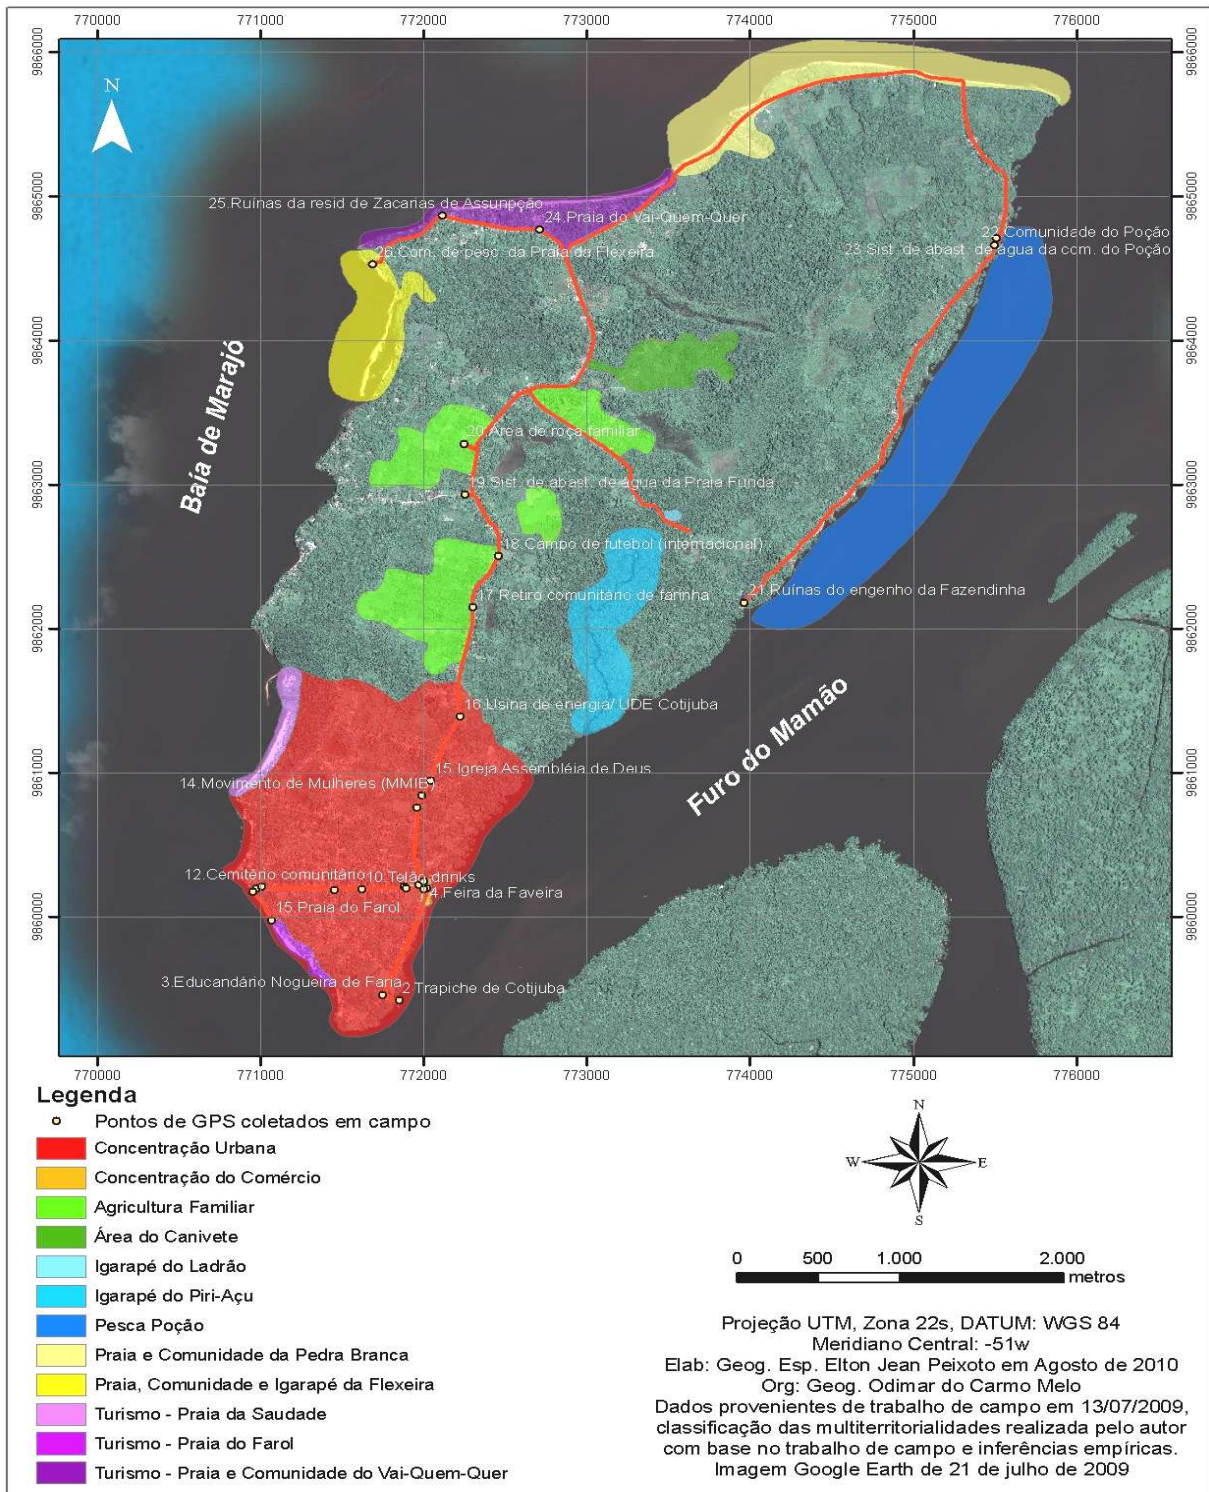 770000 771000 772000 773000 774000 775000 776000
9866000 9866000
N
9865000 9865000
25.Ruínas da resid de Zacarias de Assunpção
24.Praia do Vai-Quem-Quer
22.Comunidade do Poção
26.Com. de pesc. da Praia da Flexeira
23.Sist. de abast. de água da com. do Poção
9864000 9864000
Baía de Marajó
20.Área de roça familiar
9863000 9863000
19.Sist. de abast. de água da Praia Funda
18.Campo de futebol (internacional)
17.Retiro comunitário de farinha
21.Ruínas do engenho da Fazendinha
9862000 9862000
16.Usina de energia/ UDE Cotijuba
Furo do Mamão
15.Igreja Assembléia de Deus
9861000 9861000
14.Movimento de Mulheres (MMIB)
12.Cemitério comunitário
10.Telão drinks
4.Feira da Faveira
15.Praia do Farol
9860000 9860000
3.Educandário Nogueira de Faria
2.Trapiche de Cotijuba
770000 771000 772000 773000 774000 775000 776000
Legenda
Pontos de GPS coletados em campo
Concentração Urbana
Concentração do Comércio
Agricultura Familiar
Área do Canivete
Igarapé do Ladrão
Igarapé do Piri-Açu
Pesca Poção
Praia e Comunidade da Pedra Branca
Praia, Comunidade e Igarapé da Flexeira
Turismo - Praia da Saudade
Turismo - Praia do Farol
Turismo - Praia e Comunidade do Vai-Quem-Quer
N
W E
S
0 500 1.000 2.000
metros
Projeção UTM, Zona 22s, DATUM: WGS 84
Meridiano Central: -51w
Elab: Geog. Esp. Elton Jean Peixoto em Agosto de 2010
Org: Geog. Odimar do Carmo Melo
Dados provenientes de trabalho de campo em 13/07/2009,
classificação das multiterritorialidades realizada pelo autor
com base no trabalho de campo e inferências empíricas.
Imagem Google Earth de 21 de julho de 2009